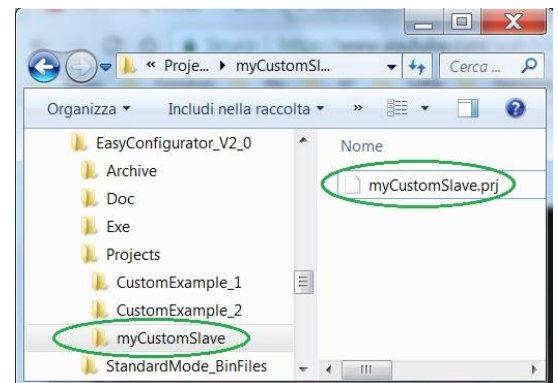 « Proje... ▸ myCustomSl...
Cerca ...
Organizza ▾ Includi nella raccolta ▾ »
EasyConfigurator_V2_0
Archive
Doc
Exe
Projects
CustomExample_1
CustomExample_2
myCustomSlave
StandardMode_BinFiles
Nome
myCustomSlave.prj